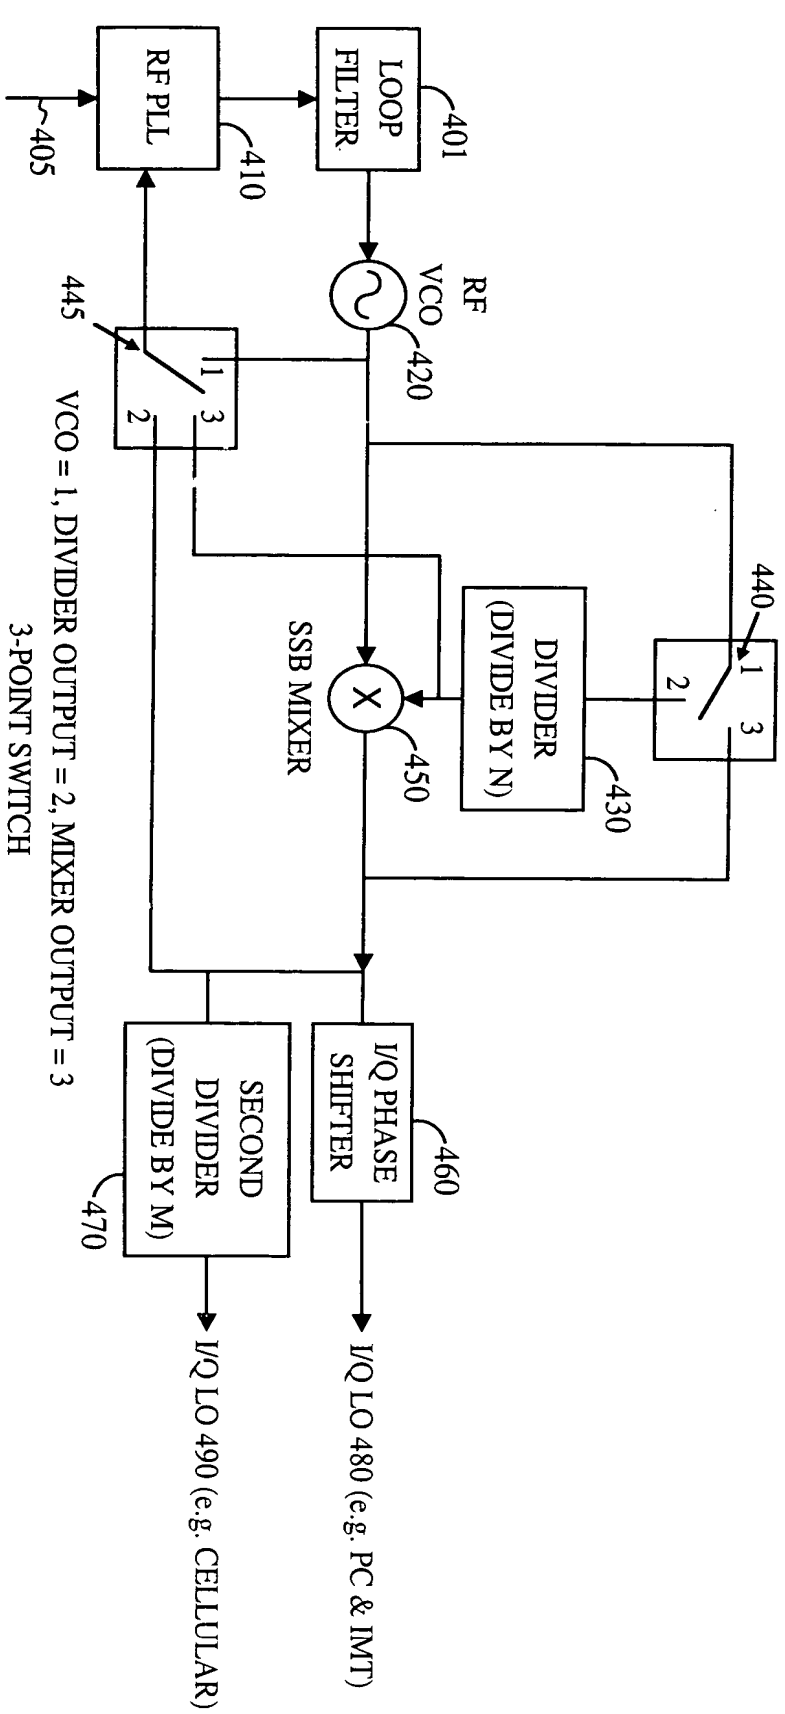 LOOP
FILTER
401
RF PLL
410
405
RF
VCO
420
445
1
3
2
440
1
2
3
DIVIDER
(DIVIDE BY N)
430
X
450
SSB MIXER
I/Q PHASE
SHIFTER
460
SECOND
DIVIDER
(DIVIDE BY M)
470
I/Q LO 480 (e.g. PC & IMT)
I/Q LO 490 (e.g. CELLULAR)
VCO = 1, DIVIDER OUTPUT = 2, MIXER OUTPUT = 3
3-POINT SWITCH